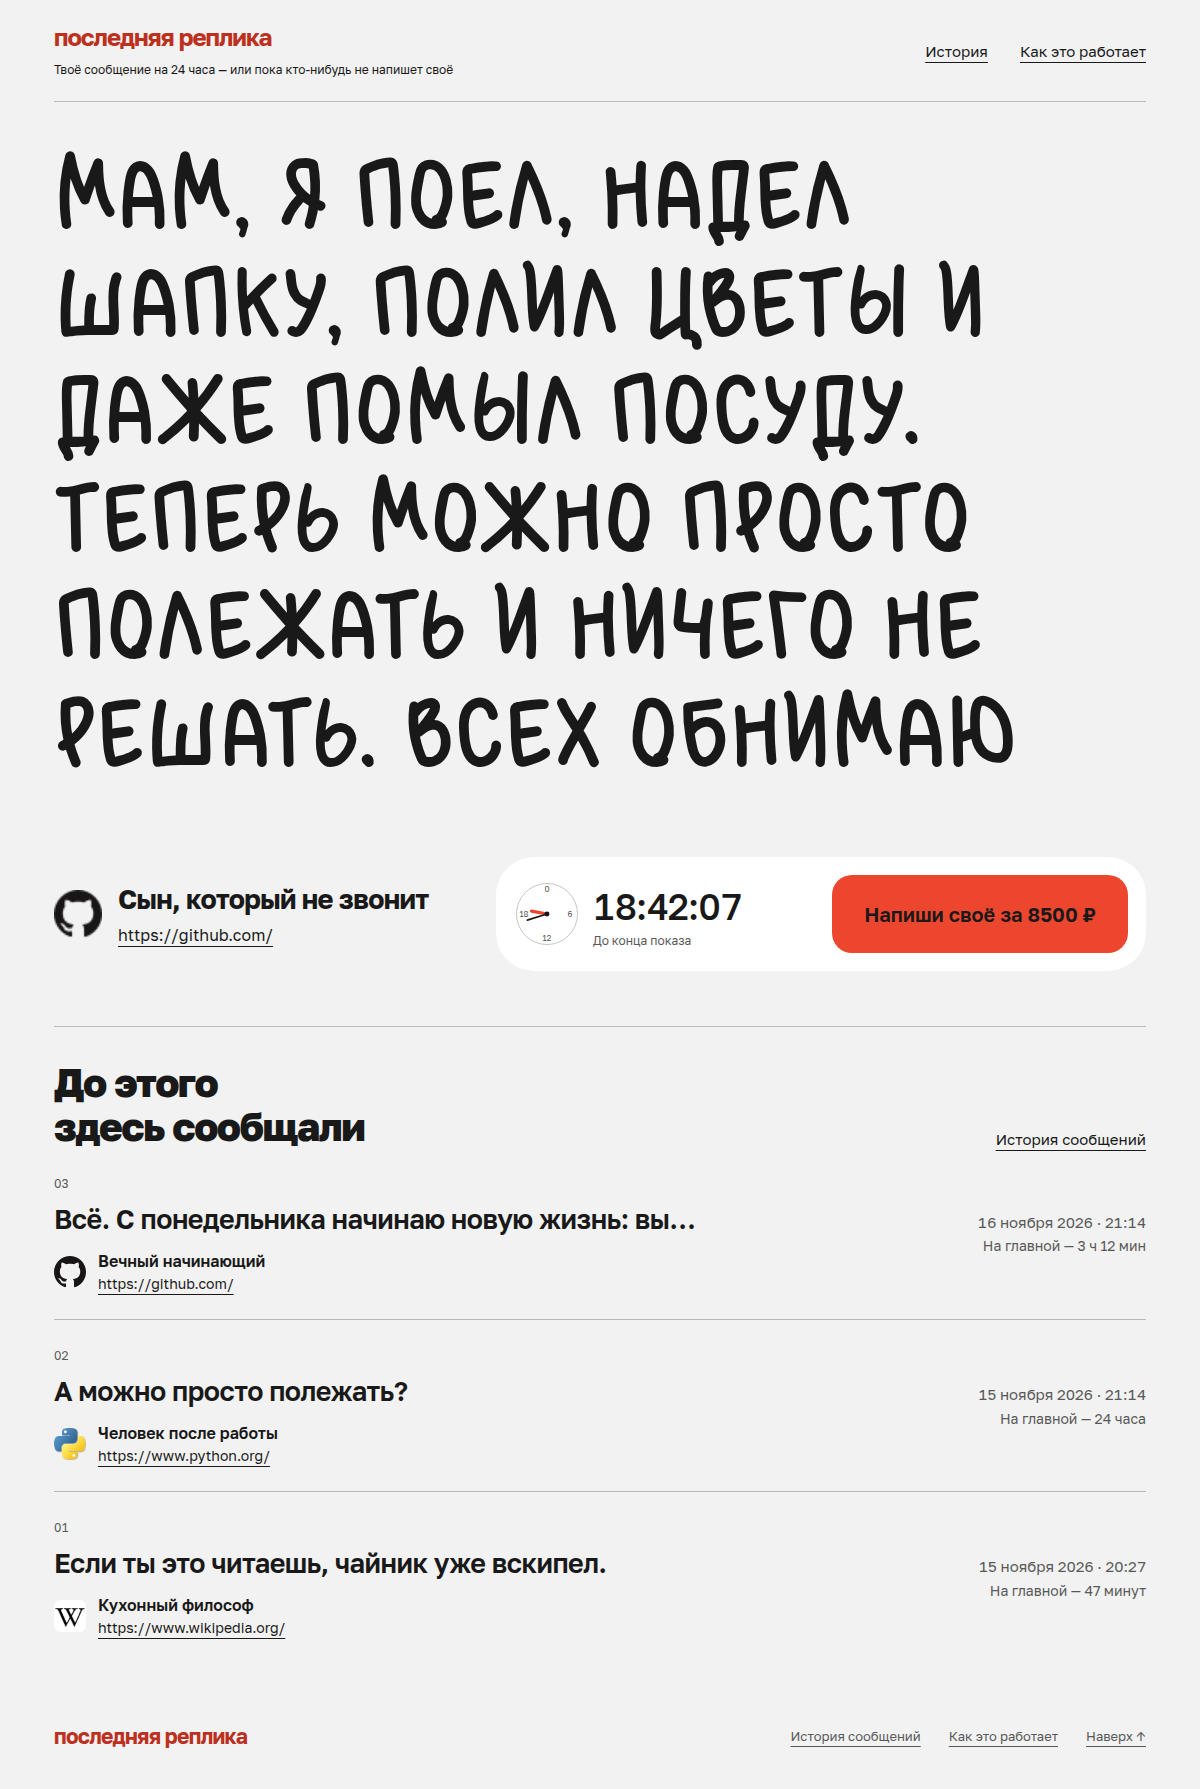 последняя реплика
Твоё сообщение на 24 часа — или пока кто-нибудь не напишет своё
История
Как это работает
МАМ, Я ПОЕЛ, НАДЕЛ
ШАПКУ, ПОЛИЛ ЦВЕТЫ И
ДАЖЕ ПОМЫЛ ПОСУДУ.
ТЕПЕРЬ МОЖНО ПРОСТО
ПОЛЕЖАТЬ И НИЧЕГО НЕ
РЕШАТЬ. ВСЕХ ОБНИМАЮ
Сын, который не звонит
https://github.com/
0
18
6
12
18:42:07
До конца показа
Напиши своё за 8500 ₽
До этого
здесь сообщали
История сообщений
03
Всё. С понедельника начинаю новую жизнь: вы...
16 ноября 2026 · 21:14
На главной — 3 ч 12 мин
Вечный начинающий
https://github.com/
02
А можно просто полежать?
15 ноября 2026 · 21:14
На главной — 24 часа
Человек после работы
https://www.python.org/
01
Если ты это читаешь, чайник уже вскипел.
15 ноября 2026 · 20:27
На главной — 47 минут
W
Кухонный философ
https://www.wikipedia.org/
последняя реплика
История сообщений
Как это работает
Наверх ↑